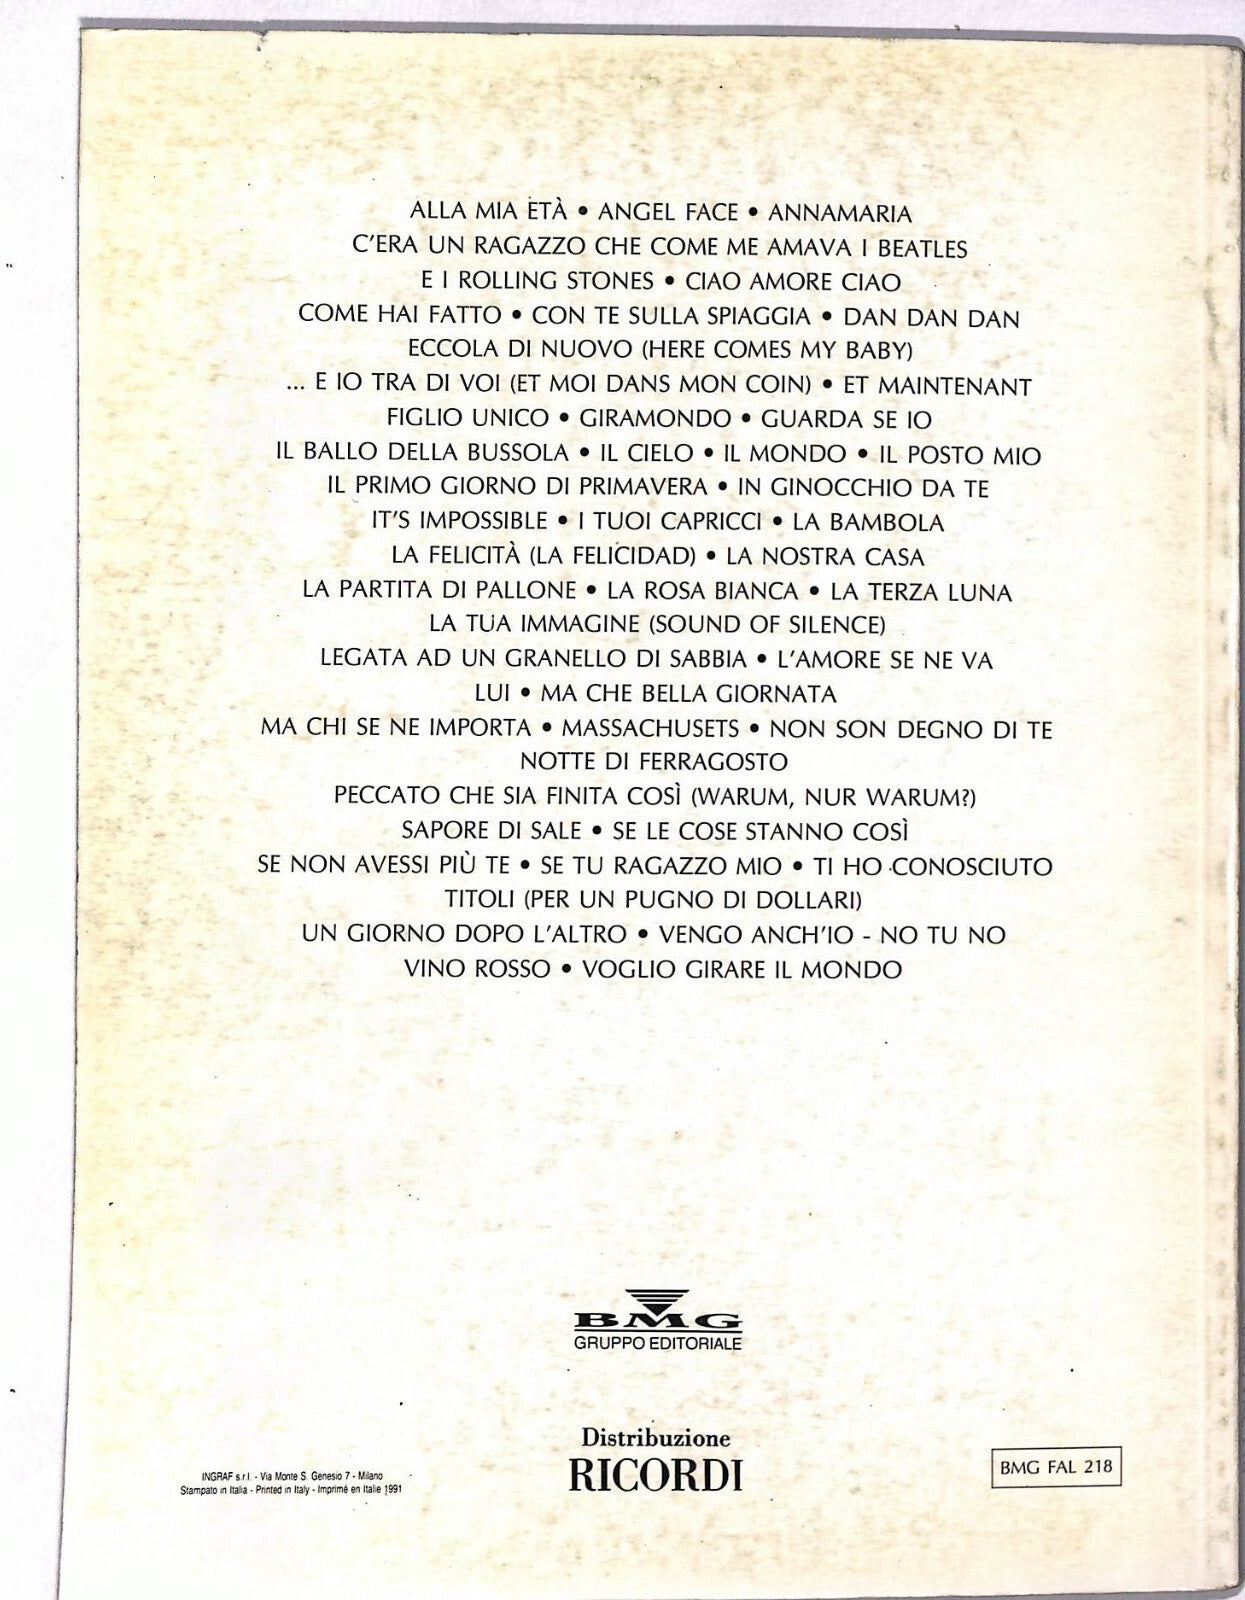 ALLA MIA ETÀ • ANGEL FACE • ANNAMARIA
C'ERA UN RAGAZZO CHE COME ME AMAVA I BEATLES
E I ROLLING STONES • CIAO AMORE CIAO
COME HAI FATTO • CON TE SULLA SPIAGGIA • DAN DAN DAN
ECCOLA DI NUOVO (HERE COMES MY BABY)
... E IO TRA DI VOI (ET MOI DANS MON COIN) • ET MAINTENANT
FIGLIO UNICO • GIRAMONDO • GUARDA SE IO
IL BALLO DELLA BUSSOLA • IL CIELO • IL MONDO • IL POSTO MIO
IL PRIMO GIORNO DI PRIMAVERA • IN GINOCCHIO DA TE
IT'S IMPOSSIBLE • I TUOI CAPRICCI • LA BAMBOLA
LA FELICITÀ (LA FELICIDAD) • LA NOSTRA CASA
LA PARTITA DI PALLONE • LA ROSA BIANCA • LA TERZA LUNA
LA TUA IMMAGINE (SOUND OF SILENCE)
LEGATA AD UN GRANELLO DI SABBIA • L'AMORE SE NE VA
LUI • MA CHE BELLA GIORNATA
MA CHI SE NE IMPORTA • MASSACHUSETS • NON SON DEGNO DI TE
NOTTE DI FERRAGOSTO
PECCATO CHE SIA FINITA COSÌ (WARUM, NUR WARUM?)
SAPORE DI SALE • SE LE COSE STANNO COSÌ
SE NON AVESSI PIÙ TE • SE TU RAGAZZO MIO • TI HO CONOSCIUTO
TITOLI (PER UN PUGNO DI DOLLARI)
UN GIORNO DOPO L'ALTRO • VENGO ANCH'IO - NO TU NO
VINO ROSSO • VOGLIO GIRARE IL MONDO
BMG
GRUPPO EDITORIALE
Distribuzione
RICORDI
INGRAF s.r.l. - Via Monte S. Genesio 7 - Milano
Stampato in Italia - Printed in Italy - Imprimé en Italie 1991
BMG FAL 218